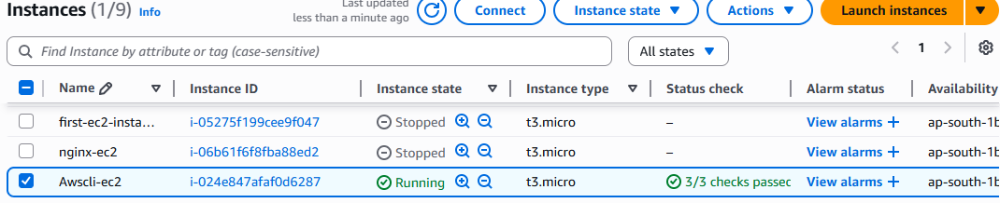 Instances (1/9) Info
Last updated
less than a minute ago
Connect
Instance state
Actions
Launch instances
Find Instance by attribute or tag (case-sensitive)
All states
1
Name Instance ID Instance state Instance type Status check Alarm status Availability
first-ec2-insta... i-05275f199cee9f047 Stopped t3.micro – View alarms + ap-south-1b
nginx-ec2 i-06b61f6f8fba88ed2 Stopped t3.micro – View alarms + ap-south-1b
Awscli-ec2 i-024e847afaf0d6287 Running t3.micro 3/3 checks passed View alarms + ap-south-1b